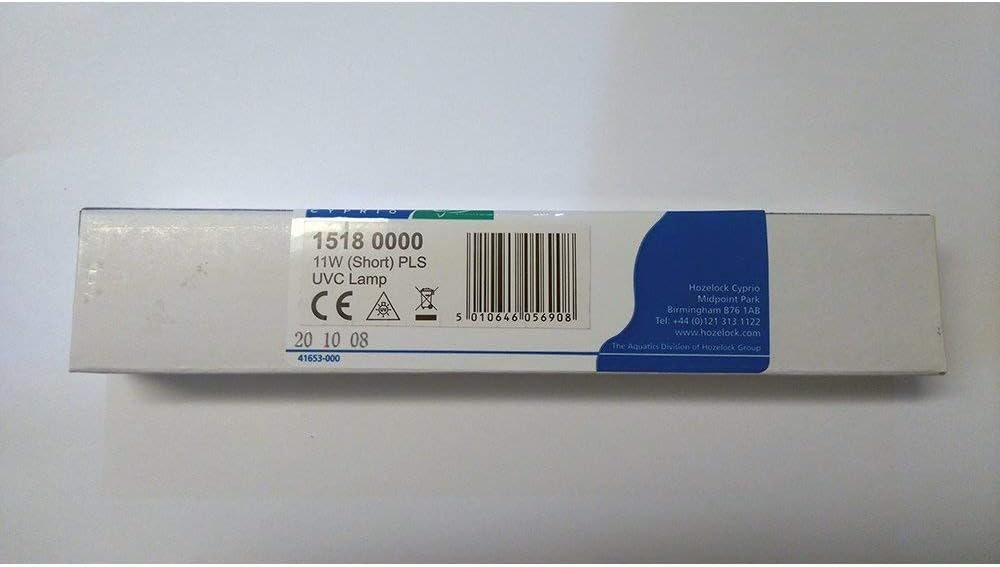 CYPRIO
1518 0000
11W (Short) PLS
UVC Lamp
CE
UV
5 010646 056908
20 10 08
41653-000
Hozelock Cyprio
Midpoint Park
Birmingham B76 1AB
Tel: +44 (0)121 313 1122
www.hozelock.com
The Aquatics Division of Hozelock Group